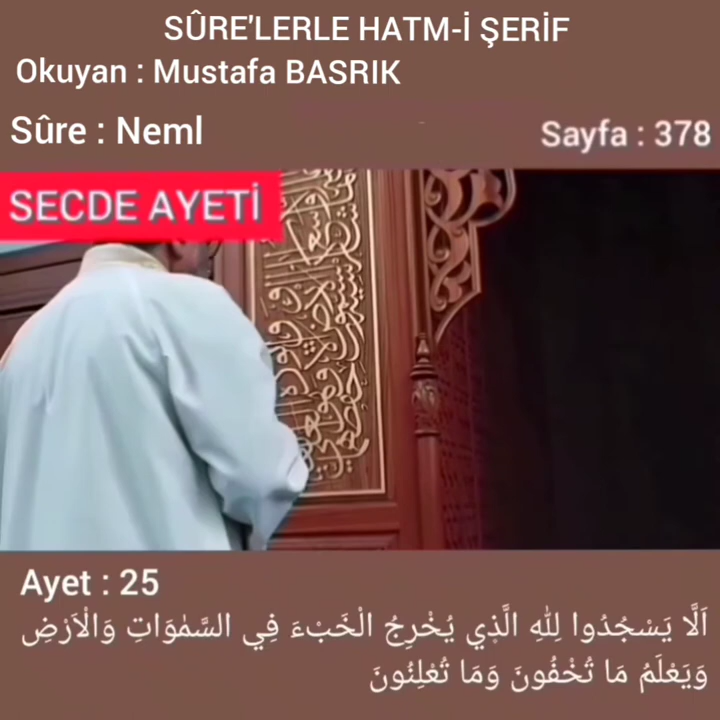 SÛRE'LERLE HATM-İ ŞERİF
Okuyan : Mustafa BASRIK
Sûre : Neml
Sayfa : 378
SECDE AYETİ
Ayet : 25
اَلَّا يَسْجُدُوا لِلّٰهِ الَّذ۪ي يُخْرِجُ الْخَبْءَ فِي السَّمٰوَاتِ وَالْاَرْضِ
وَيَعْلَمُ مَا تُخْفُونَ وَمَا تُعْلِنُونَ